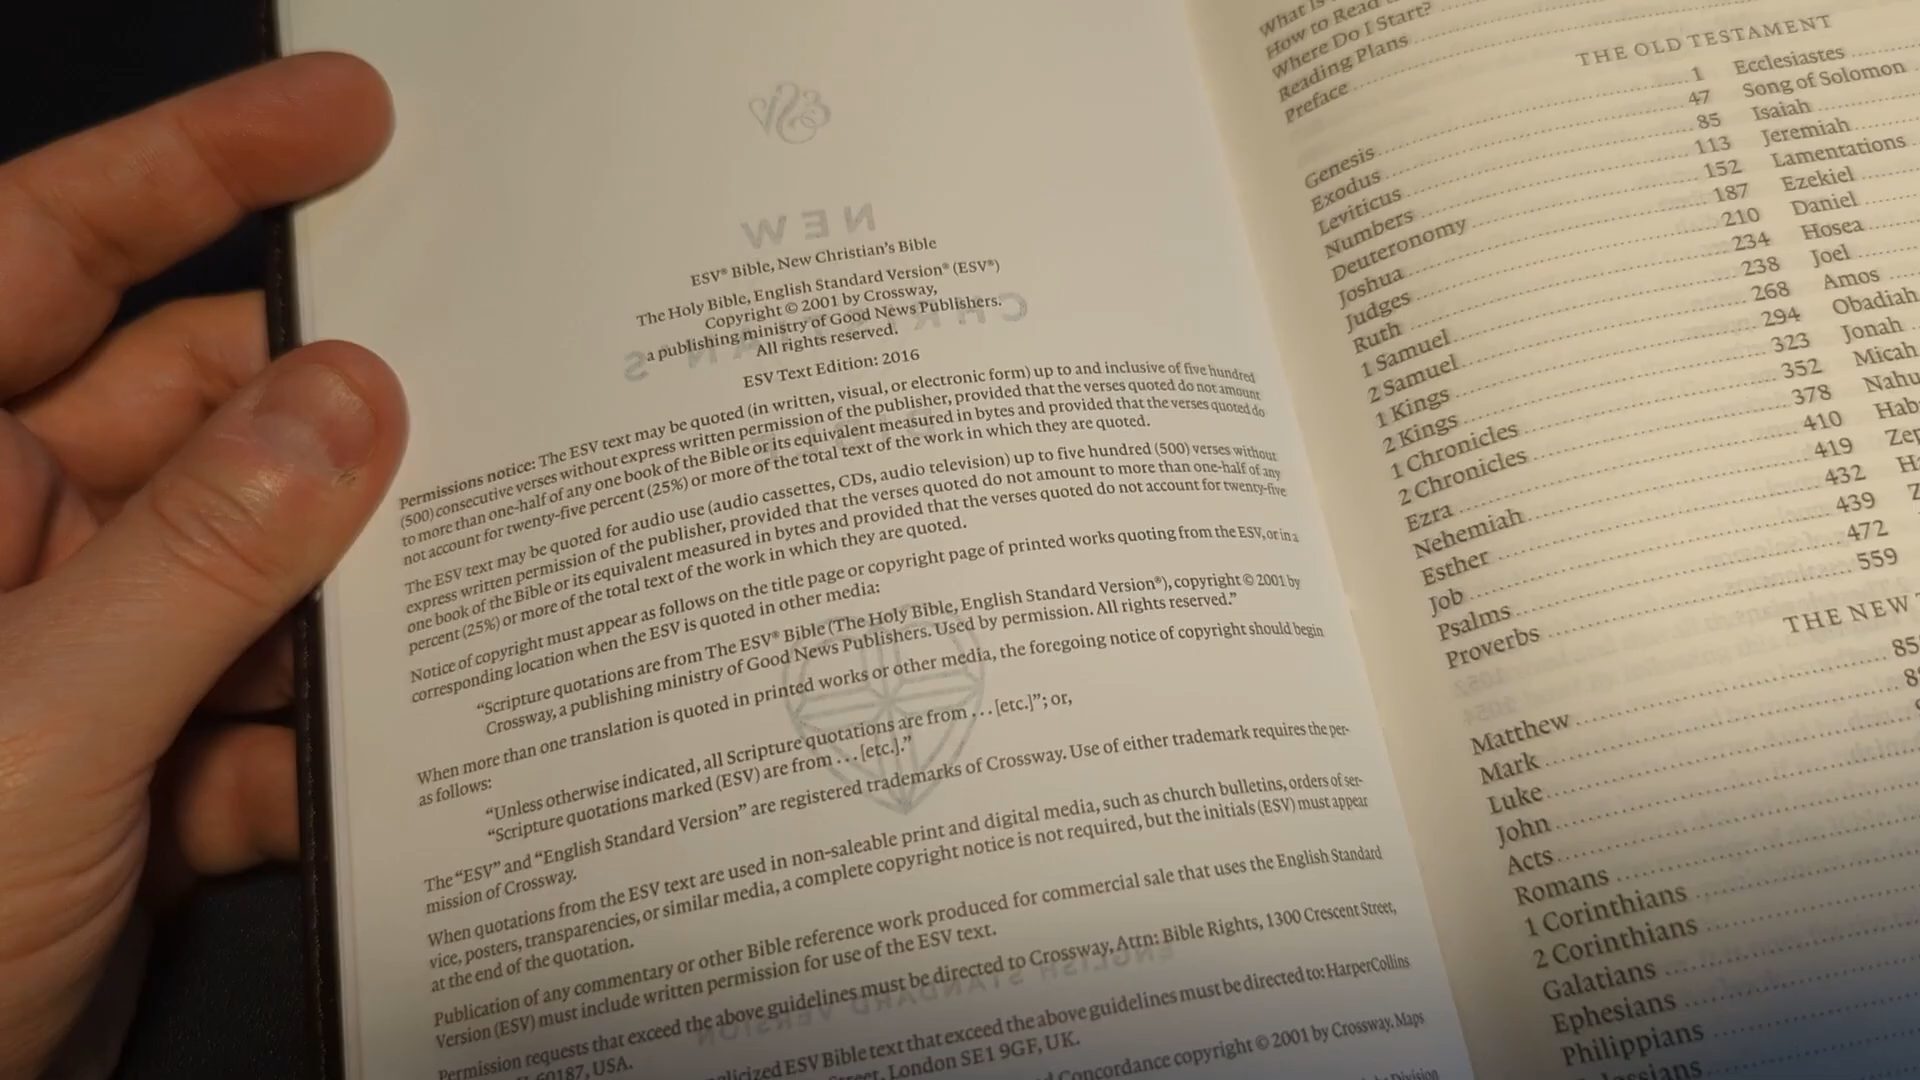 ESV® Bible, New Christian's Bible
The Holy Bible, English Standard Version® (ESV®)
Copyright © 2001 by Crossway,
a publishing ministry of Good News Publishers.
All rights reserved.
ESV Text Edition: 2016
Permissions notice: The ESV text may be quoted (in written, visual, or electronic form) up to and inclusive of five hundred
(500) consecutive verses without express written permission of the publisher, provided that the verses quoted do not amount
to more than one-half of any one book of the Bible or its equivalent measured in bytes and provided that the verses quoted do
not account for twenty-five percent (25%) or more of the total text of the work in which they are quoted.
The ESV text may be quoted for audio use (audio cassettes, CDs, audio television) up to five hundred (500) verses without
express written permission of the publisher, provided that the verses quoted do not amount to more than one-half of any
one book of the Bible or its equivalent measured in bytes and provided that the verses quoted do not account for twenty-five
percent (25%) or more of the total text of the work in which they are quoted.
Notice of copyright must appear as follows on the title page or copyright page of printed works quoting from the ESV, or in a
corresponding location when the ESV is quoted in other media:
“Scripture quotations are from The ESV® Bible (The Holy Bible, English Standard Version®), copyright © 2001 by
Crossway, a publishing ministry of Good News Publishers. Used by permission. All rights reserved.”
When more than one translation is quoted in printed works or other media, the foregoing notice of copyright should begin
as follows:
“Unless otherwise indicated, all Scripture quotations are from . . . [etc.]”; or,
“Scripture quotations marked (ESV) are from . . . [etc.].”
The “ESV” and “English Standard Version” are registered trademarks of Crossway. Use of either trademark requires the per-
mission of Crossway.
When quotations from the ESV text are used in non-saleable print and digital media, such as church bulletins, orders of ser-
vice, posters, transparencies, or similar media, a complete copyright notice is not required, but the initials (ESV) must appear
at the end of the quotation.
Publication of any commentary or other Bible reference work produced for commercial sale that uses the English Standard
Version (ESV) must include written permission for use of the ESV text.
Permission requests that exceed the above guidelines must be directed to Crossway, Attn: Bible Rights, 1300 Crescent Street,
60187, USA.
ESV Bible text that exceed the above guidelines must be directed to: HarperCollins
London SE1 9GF, UK.
Concordance copyright © 2001 by Crossway. Maps
Division
What
How to Read
Where Do I Start?
Reading Plans
Preface
THE OLD TESTAMENT
Genesis 1
Exodus 47
Leviticus 85
Numbers 113
Deuteronomy 152
Joshua 187
Judges 210
Ruth 234
1 Samuel 238
2 Samuel 268
1 Kings 294
2 Kings 323
1 Chronicles 352
2 Chronicles 378
Ezra 410
Nehemiah 419
Esther 432
Job 439
Psalms 472
Proverbs 559
Ecclesiastes
Song of Solomon
Isaiah
Jeremiah
Lamentations
Ezekiel
Daniel
Hosea
Joel
Amos
Obadiah
Jonah
Micah
THE NEW
Matthew
Mark
Luke
John
Acts
Romans
1 Corinthians
2 Corinthians
Galatians
Ephesians
Philippians